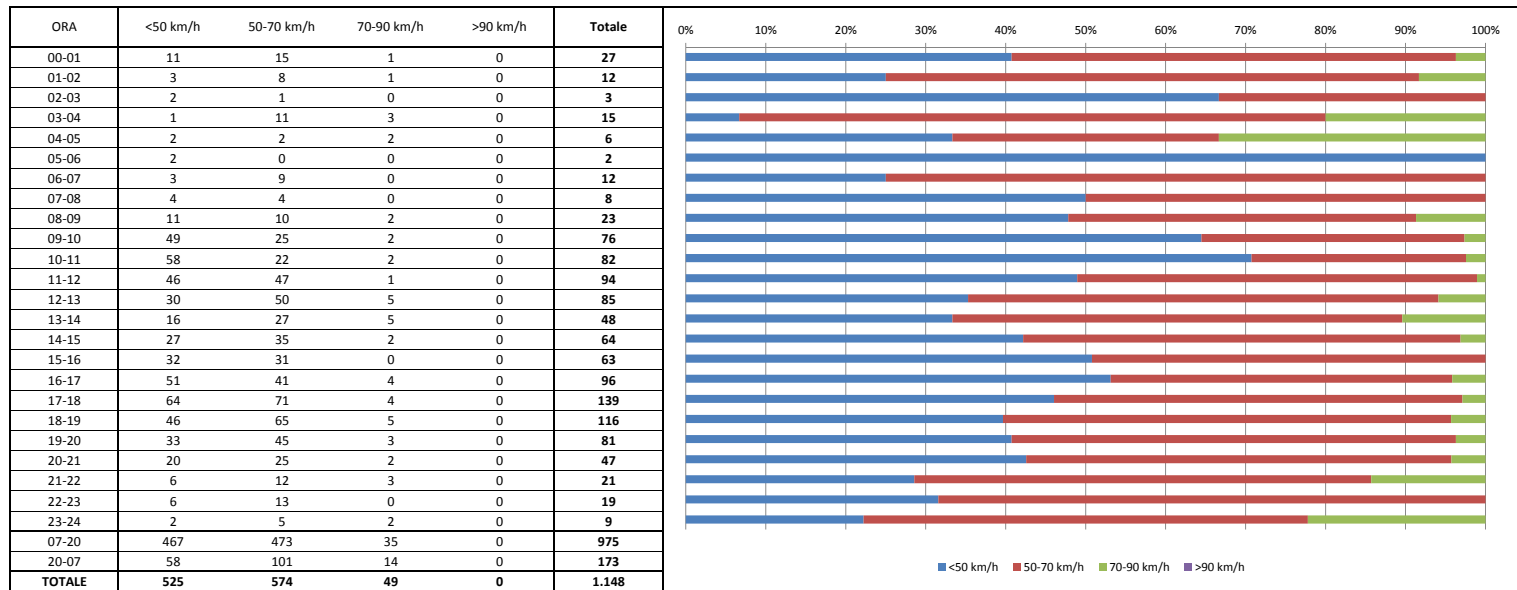 ORA <50 km/h 50-70 km/h 70-90 km/h >90 km/h Totale
0% 10% 20% 30% 40% 50% 60% 70% 80% 90% 100%
00-01 11 15 1 0 27
01-02 3 8 1 0 12
02-03 2 1 0 0 3
03-04 1 11 3 0 15
04-05 2 2 2 0 6
05-06 2 0 0 0 2
06-07 3 9 0 0 12
07-08 4 4 0 0 8
08-09 11 10 2 0 23
09-10 49 25 2 0 76
10-11 58 22 2 0 82
11-12 46 47 1 0 94
12-13 30 50 5 0 85
13-14 16 27 5 0 48
14-15 27 35 2 0 64
15-16 32 31 0 0 63
16-17 51 41 4 0 96
17-18 64 71 4 0 139
18-19 46 65 5 0 116
19-20 33 45 3 0 81
20-21 20 25 2 0 47
21-22 6 12 3 0 21
22-23 6 13 0 0 19
23-24 2 5 2 0 9
07-20 467 473 35 0 975
20-07 58 101 14 0 173
TOTALE 525 574 49 0 1.148
<50 km/h 50-70 km/h 70-90 km/h >90 km/h